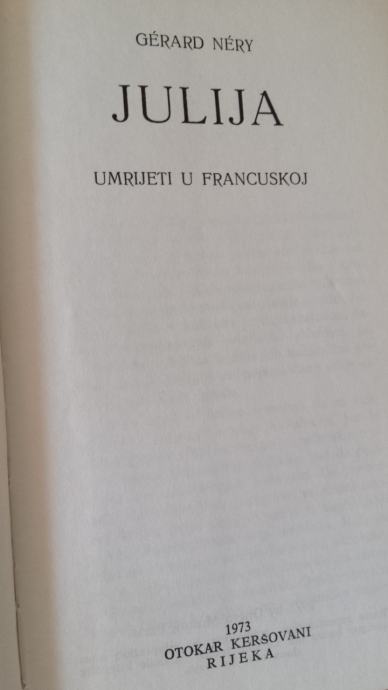 GÉRARD NÉRY
JULIJA
UMRIJETI U FRANCUSKOJ
1973
OTOKAR KERŠOVANI
RIJEKA